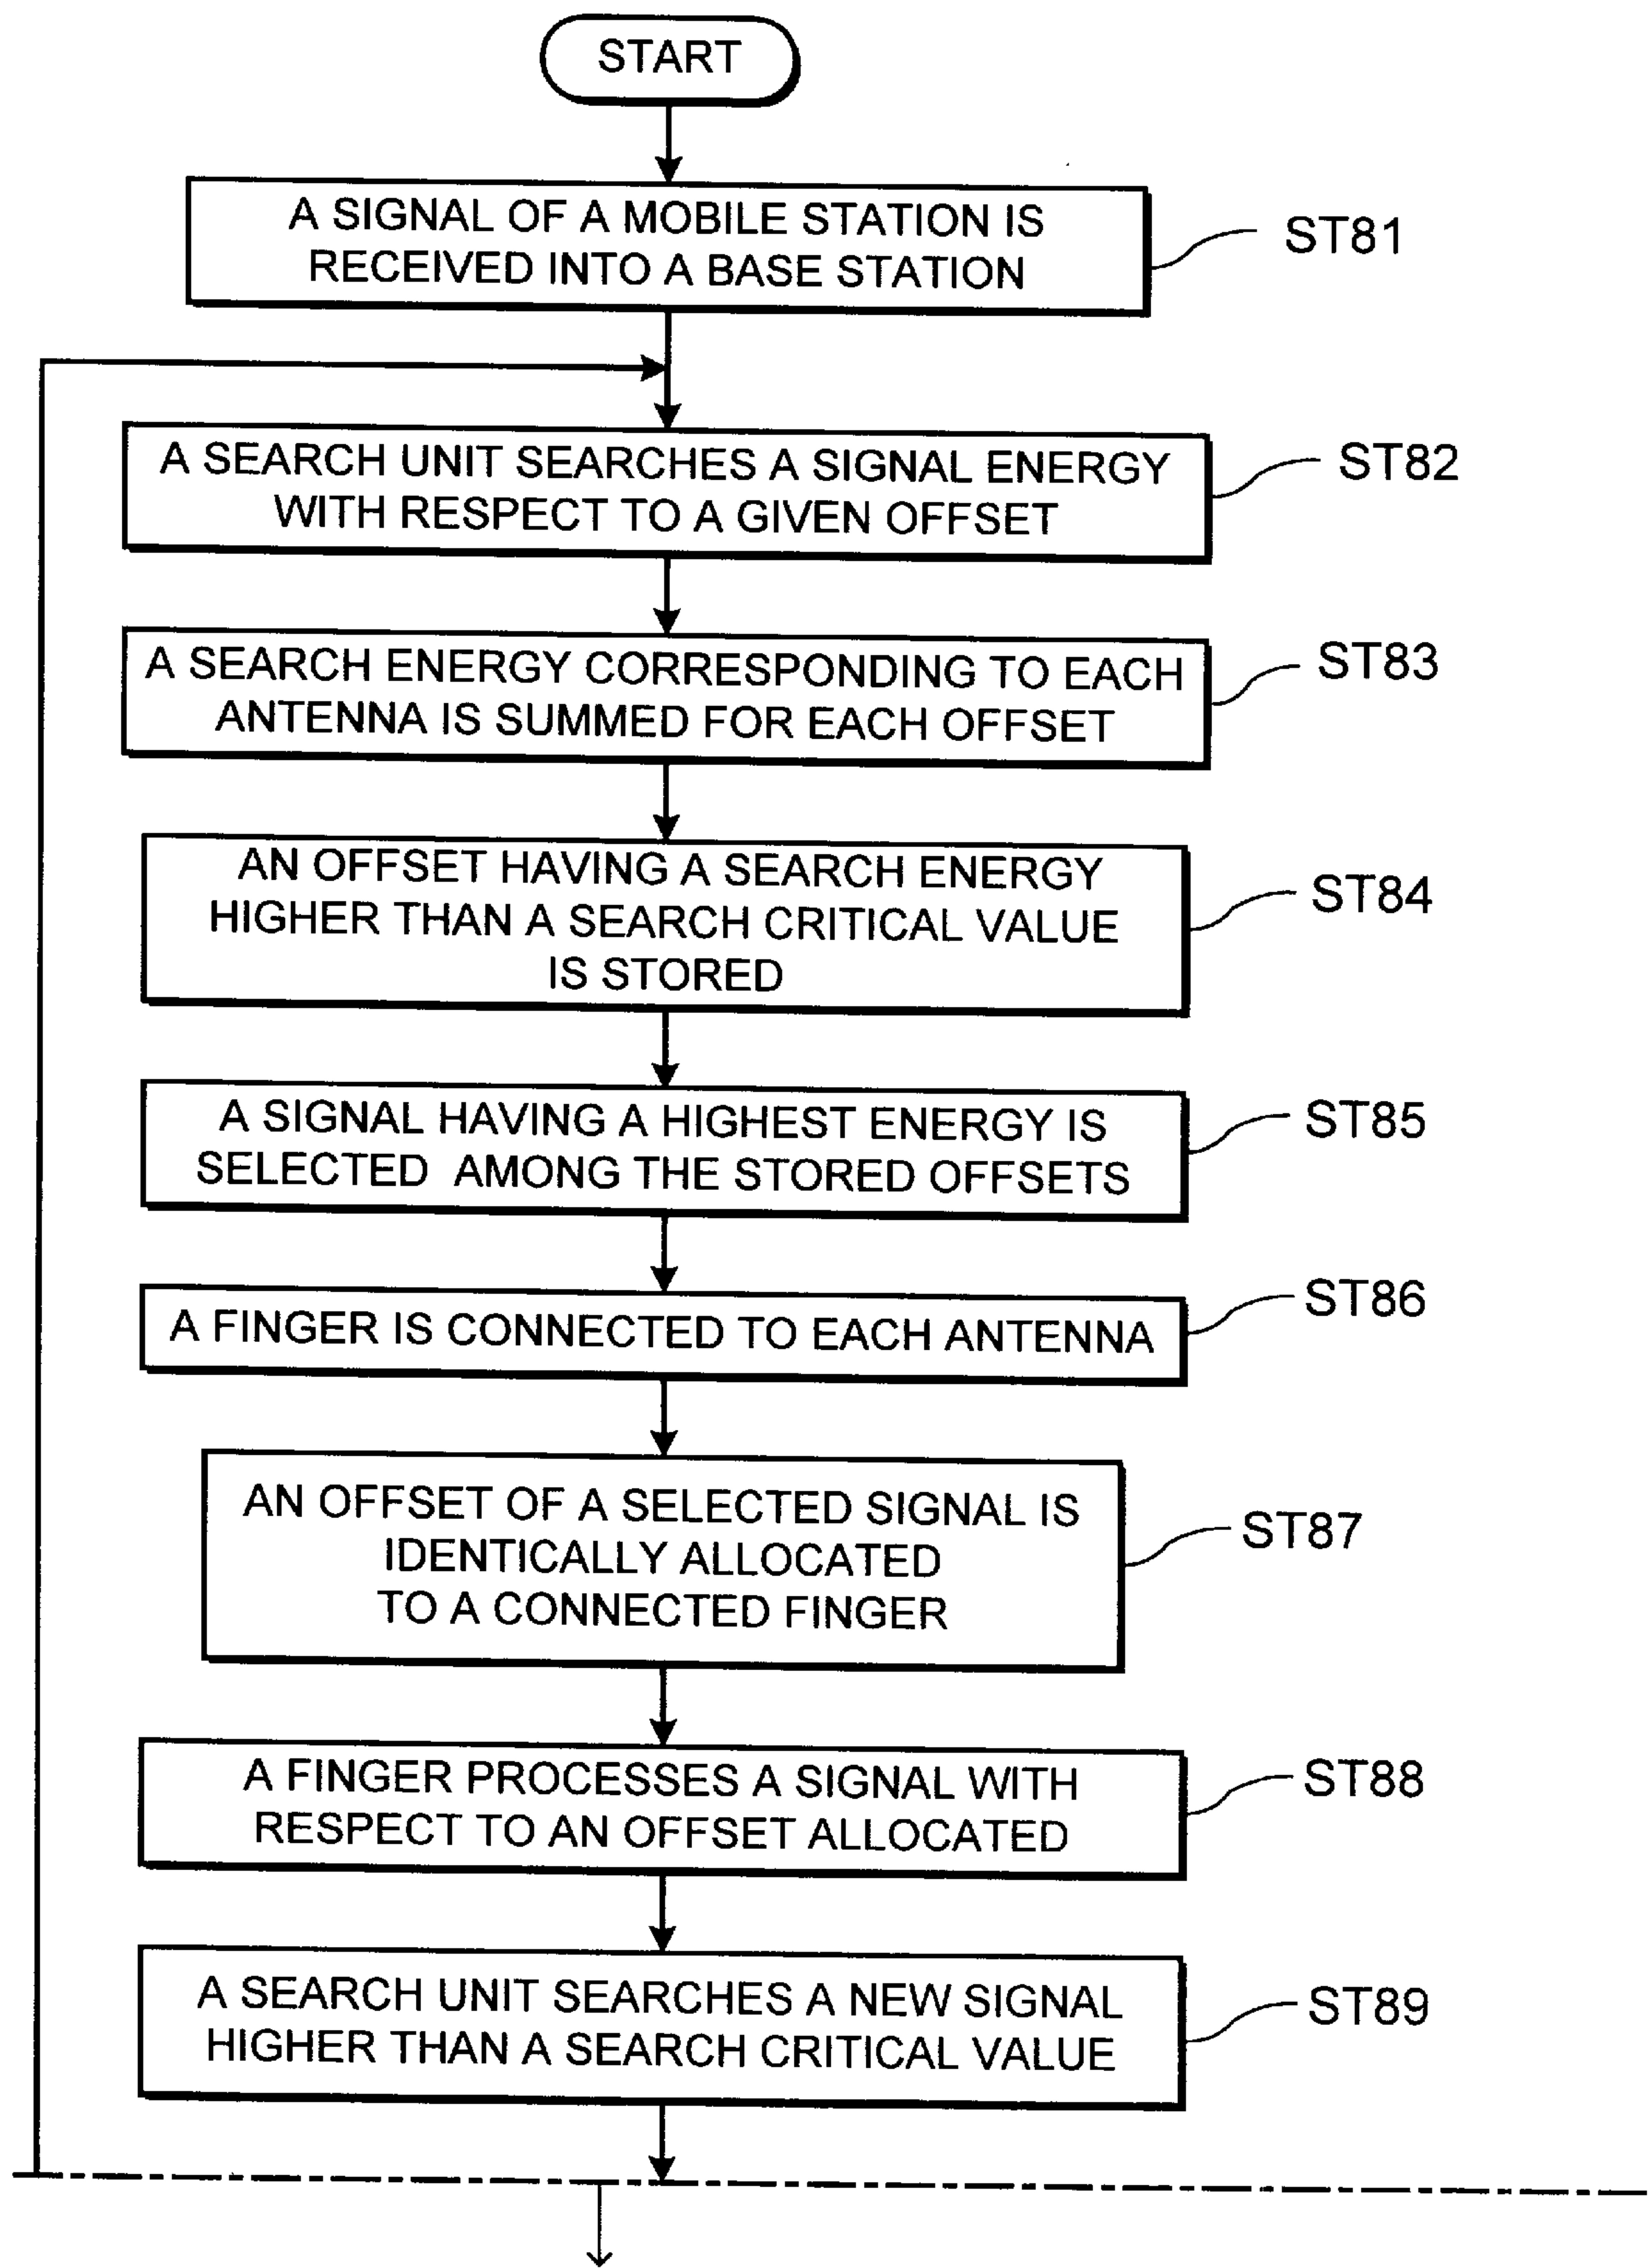 START
A SIGNAL OF A MOBILE STATION IS
RECEIVED INTO A BASE STATION
ST81
A SEARCH UNIT SEARCHES A SIGNAL ENERGY
WITH RESPECT TO A GIVEN OFFSET
ST82
A SEARCH ENERGY CORRESPONDING TO EACH
ANTENNA IS SUMMED FOR EACH OFFSET
ST83
AN OFFSET HAVING A SEARCH ENERGY
HIGHER THAN A SEARCH CRITICAL VALUE
IS STORED
ST84
A SIGNAL HAVING A HIGHEST ENERGY IS
SELECTED AMONG THE STORED OFFSETS
ST85
A FINGER IS CONNECTED TO EACH ANTENNA
ST86
AN OFFSET OF A SELECTED SIGNAL IS
IDENTICALLY ALLOCATED
TO A CONNECTED FINGER
ST87
A FINGER PROCESSES A SIGNAL WITH
RESPECT TO AN OFFSET ALLOCATED
ST88
A SEARCH UNIT SEARCHES A NEW SIGNAL
HIGHER THAN A SEARCH CRITICAL VALUE
ST89